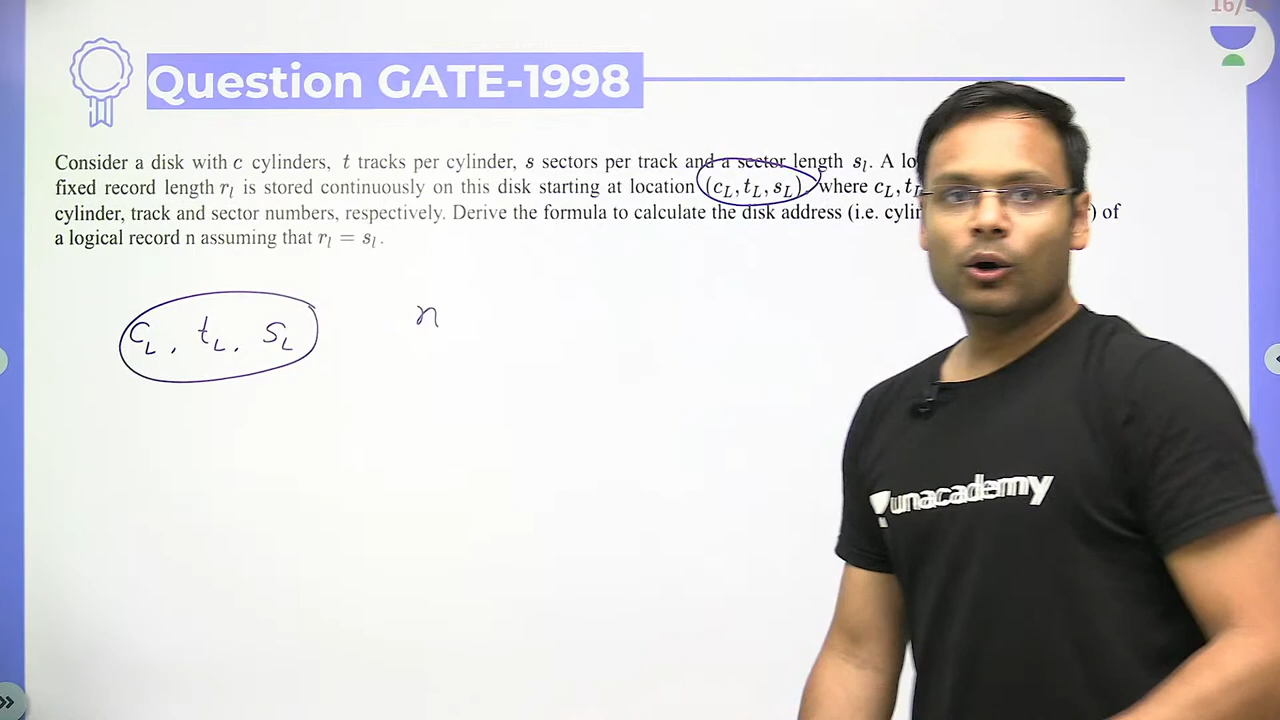 16/
Question GATE-1998
Consider a disk with c cylinders, t tracks per cylinder, s sectors per track and a sector length s_l. A
fixed record length r_l is stored continuously on this disk starting at location (c_L, t_L, s_L), where c_L, t_L
cylinder, track and sector numbers, respectively. Derive the formula to calculate the disk address (i.e. ) of
a logical record n assuming that r_l = s_l.
c_L, t_L, s_L n
unacademy